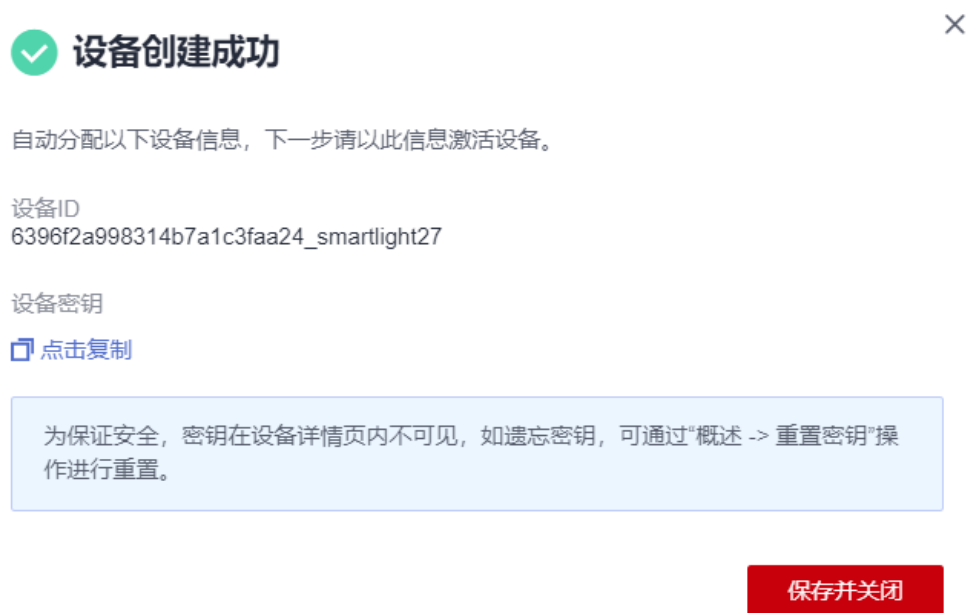 设备创建成功
自动分配以下设备信息，下一步请以此信息激活设备。
设备ID
6396f2a998314b7a1c3faa24_smartlight27
设备密钥
点击复制
为保证安全，密钥在设备详情页内不可见，如遗忘密钥，可通过“概述 -> 重置密钥”操
作进行重置。
保存并关闭